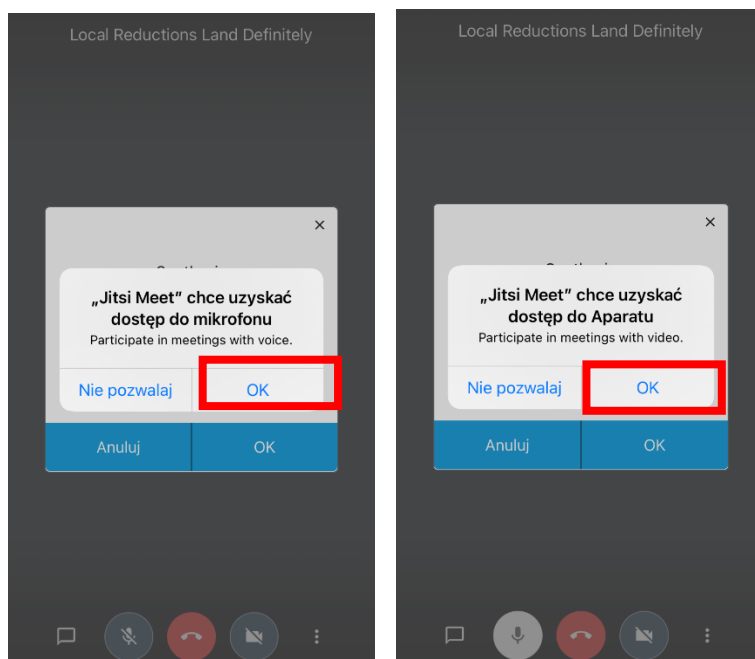 Local Reductions Land Definitely
„Jitsi Meet” chce uzyskać
dostęp do mikrofonu
Participate in meetings with voice.
Nie pozwalaj
OK
Anuluj
OK
Local Reductions Land Definitely
„Jitsi Meet” chce uzyskać
dostęp do Aparatu
Participate in meetings with video.
Nie pozwalaj
OK
Anuluj
OK